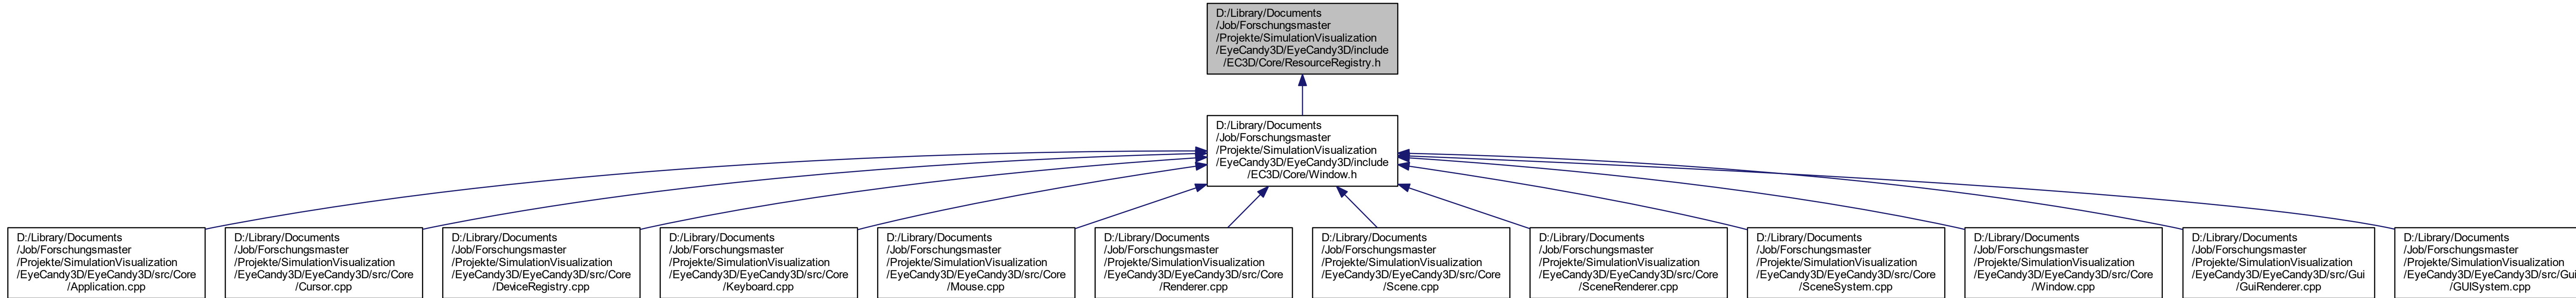 D:/Library/Documents
/Job/Forschungsmaster
/Projekte/SimulationVisualization
/EyeCandy3D/EyeCandy3D/include
/EC3D/Core/ResourceRegistry.h
D:/Library/Documents
/Job/Forschungsmaster
/Projekte/SimulationVisualization
/EyeCandy3D/EyeCandy3D/include
/EC3D/Core/Window.h
D:/Library/Documents
/Job/Forschungsmaster
/Projekte/SimulationVisualization
/EyeCandy3D/EyeCandy3D/src/Core
/Application.cpp
D:/Library/Documents
/Job/Forschungsmaster
/Projekte/SimulationVisualization
/EyeCandy3D/EyeCandy3D/src/Core
/Cursor.cpp
D:/Library/Documents
/Job/Forschungsmaster
/Projekte/SimulationVisualization
/EyeCandy3D/EyeCandy3D/src/Core
/DeviceRegistry.cpp
D:/Library/Documents
/Job/Forschungsmaster
/Projekte/SimulationVisualization
/EyeCandy3D/EyeCandy3D/src/Core
/Keyboard.cpp
D:/Library/Documents
/Job/Forschungsmaster
/Projekte/SimulationVisualization
/EyeCandy3D/EyeCandy3D/src/Core
/Mouse.cpp
D:/Library/Documents
/Job/Forschungsmaster
/Projekte/SimulationVisualization
/EyeCandy3D/EyeCandy3D/src/Core
/Renderer.cpp
D:/Library/Documents
/Job/Forschungsmaster
/Projekte/SimulationVisualization
/EyeCandy3D/EyeCandy3D/src/Core
/Scene.cpp
D:/Library/Documents
/Job/Forschungsmaster
/Projekte/SimulationVisualization
/EyeCandy3D/EyeCandy3D/src/Core
/SceneRenderer.cpp
D:/Library/Documents
/Job/Forschungsmaster
/Projekte/SimulationVisualization
/EyeCandy3D/EyeCandy3D/src/Core
/SceneSystem.cpp
D:/Library/Documents
/Job/Forschungsmaster
/Projekte/SimulationVisualization
/EyeCandy3D/EyeCandy3D/src/Core
/Window.cpp
D:/Library/Documents
/Job/Forschungsmaster
/Projekte/SimulationVisualization
/EyeCandy3D/EyeCandy3D/src/Gui
/GuiRenderer.cpp
D:/Library/Documents
/Job/Forschungsmaster
/Projekte/SimulationVisualization
/EyeCandy3D/EyeCandy3D/src/Gui
/GUISystem.cpp